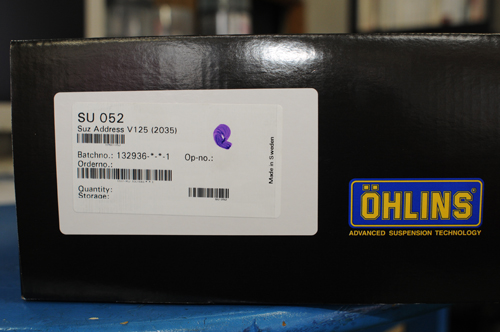 SU 052
Suz Address V125 (2035)
Batchno.: 132936-*-*-1 Op-no.:
Orderno.:
Quantity:
Storage:
Made in Sweden
ÖHLINS
ADVANCED SUSPENSION TECHNOLOGY